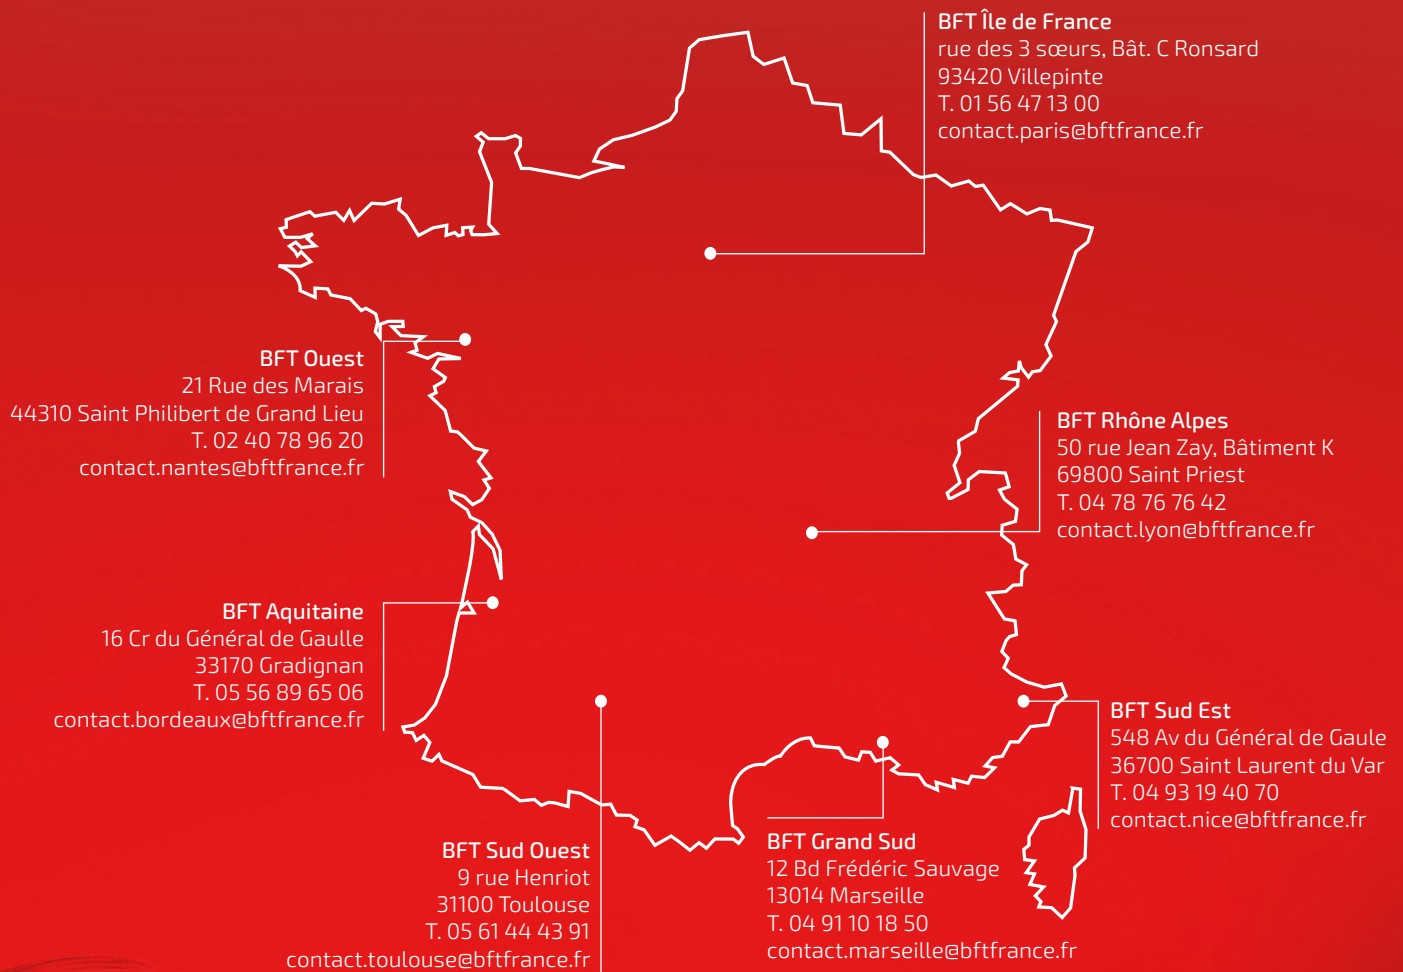 BFT Île de France
rue des 3 sœurs, Bât. C Ronsard
93420 Villepinte
T. 01 56 47 13 00
contact.paris@bftfrance.fr
BFT Ouest
21 Rue des Marais
44310 Saint Philibert de Grand Lieu
T. 02 40 78 96 20
contact.nantes@bftfrance.fr
BFT Rhône Alpes
50 rue Jean Zay, Bâtiment K
69800 Saint Priest
T. 04 78 76 76 42
contact.lyon@bftfrance.fr
BFT Aquitaine
16 Cr du Général de Gaulle
33170 Gradignan
T. 05 56 89 65 06
contact.bordeaux@bftfrance.fr
BFT Sud Est
548 Av du Général de Gaule
36700 Saint Laurent du Var
T. 04 93 19 40 70
contact.nice@bftfrance.fr
BFT Sud Ouest
9 rue Henriot
31100 Toulouse
T. 05 61 44 43 91
contact.toulouse@bftfrance.fr
BFT Grand Sud
12 Bd Frédéric Sauvage
13014 Marseille
T. 04 91 10 18 50
contact.marseille@bftfrance.fr